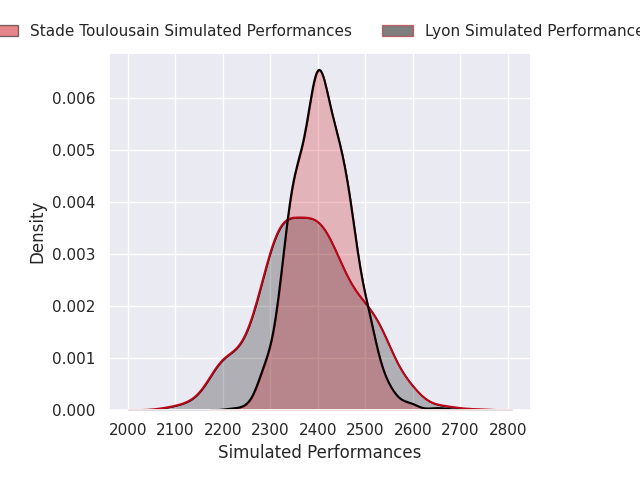 Stade Toulousain Simulated Performances
Lyon Simulated Performance
0.006
0.005
0.004
0.003
0.002
0.001
0.000
Density
2000 2100 2200 2300 2400 2500 2600 2700 2800
Simulated Performances